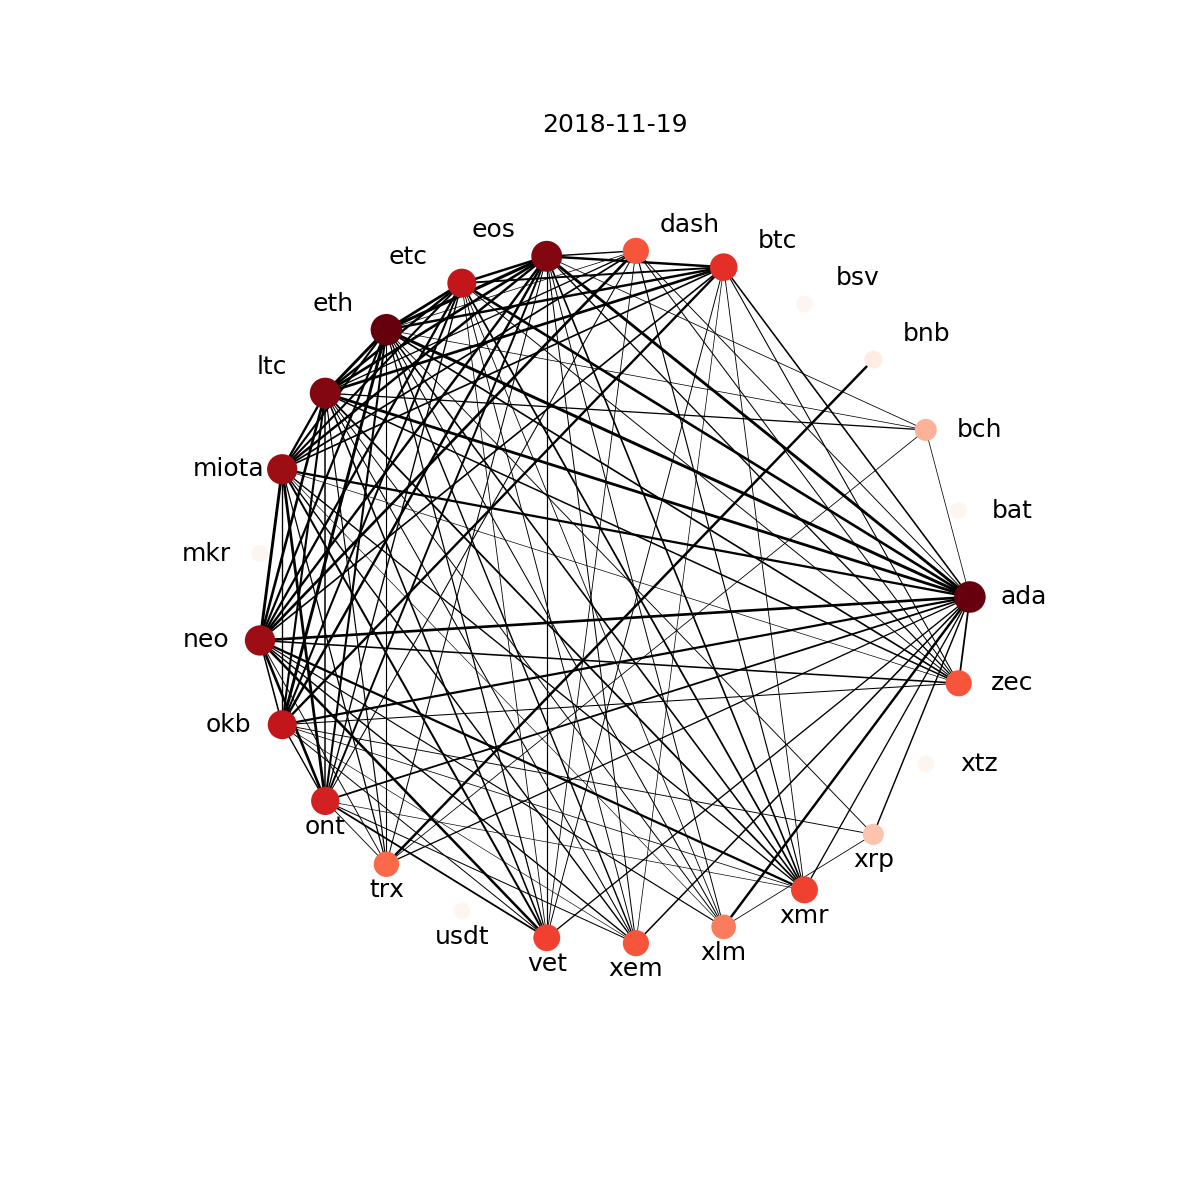 2018-11-19
dash
eos
btc
etc
bsv
eth
bnb
ltc
bch
miota
bat
mkr
ada
neo
zec
okb
xtz
ont
xrp
trx
xmr
usdt
xlm
vet
xem